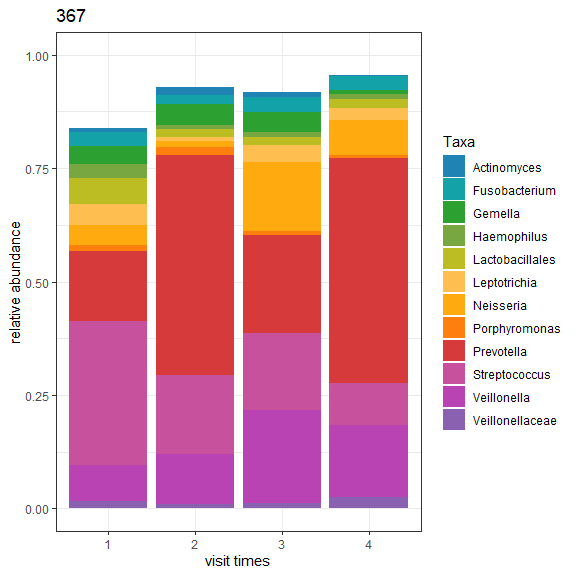 367
1.00
0.75
0.50
0.25
0.00
relative abundance
1 2 3 4
visit times
Taxa
Actinomyces
Fusobacterium
Gemella
Haemophilus
Lactobacillales
Leptotrichia
Neisseria
Porphyromonas
Prevotella
Streptococcus
Veillonella
Veillonellaceae